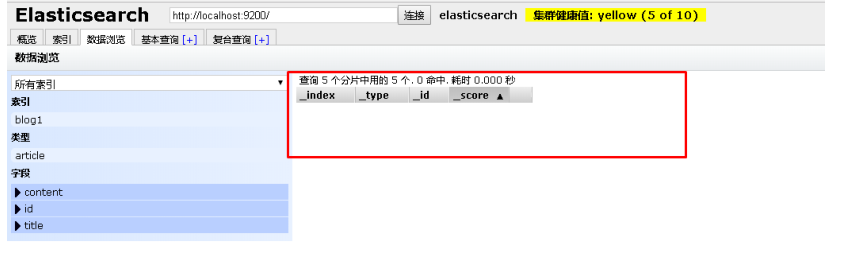 Elasticsearch http://localhost:9200/ 连接 elasticsearch 集群健康值: yellow (5 of 10)
概览 索引 数据浏览 基本查询 [+] 复合查询 [+]
数据浏览
所有索引 ▼
查询 5 个分片中用的 5 个. 0 命中. 耗时 0.000 秒
_index _type _id _score ▲
索引
blog1
类型
article
字段
▶ content
▶ id
▶ title